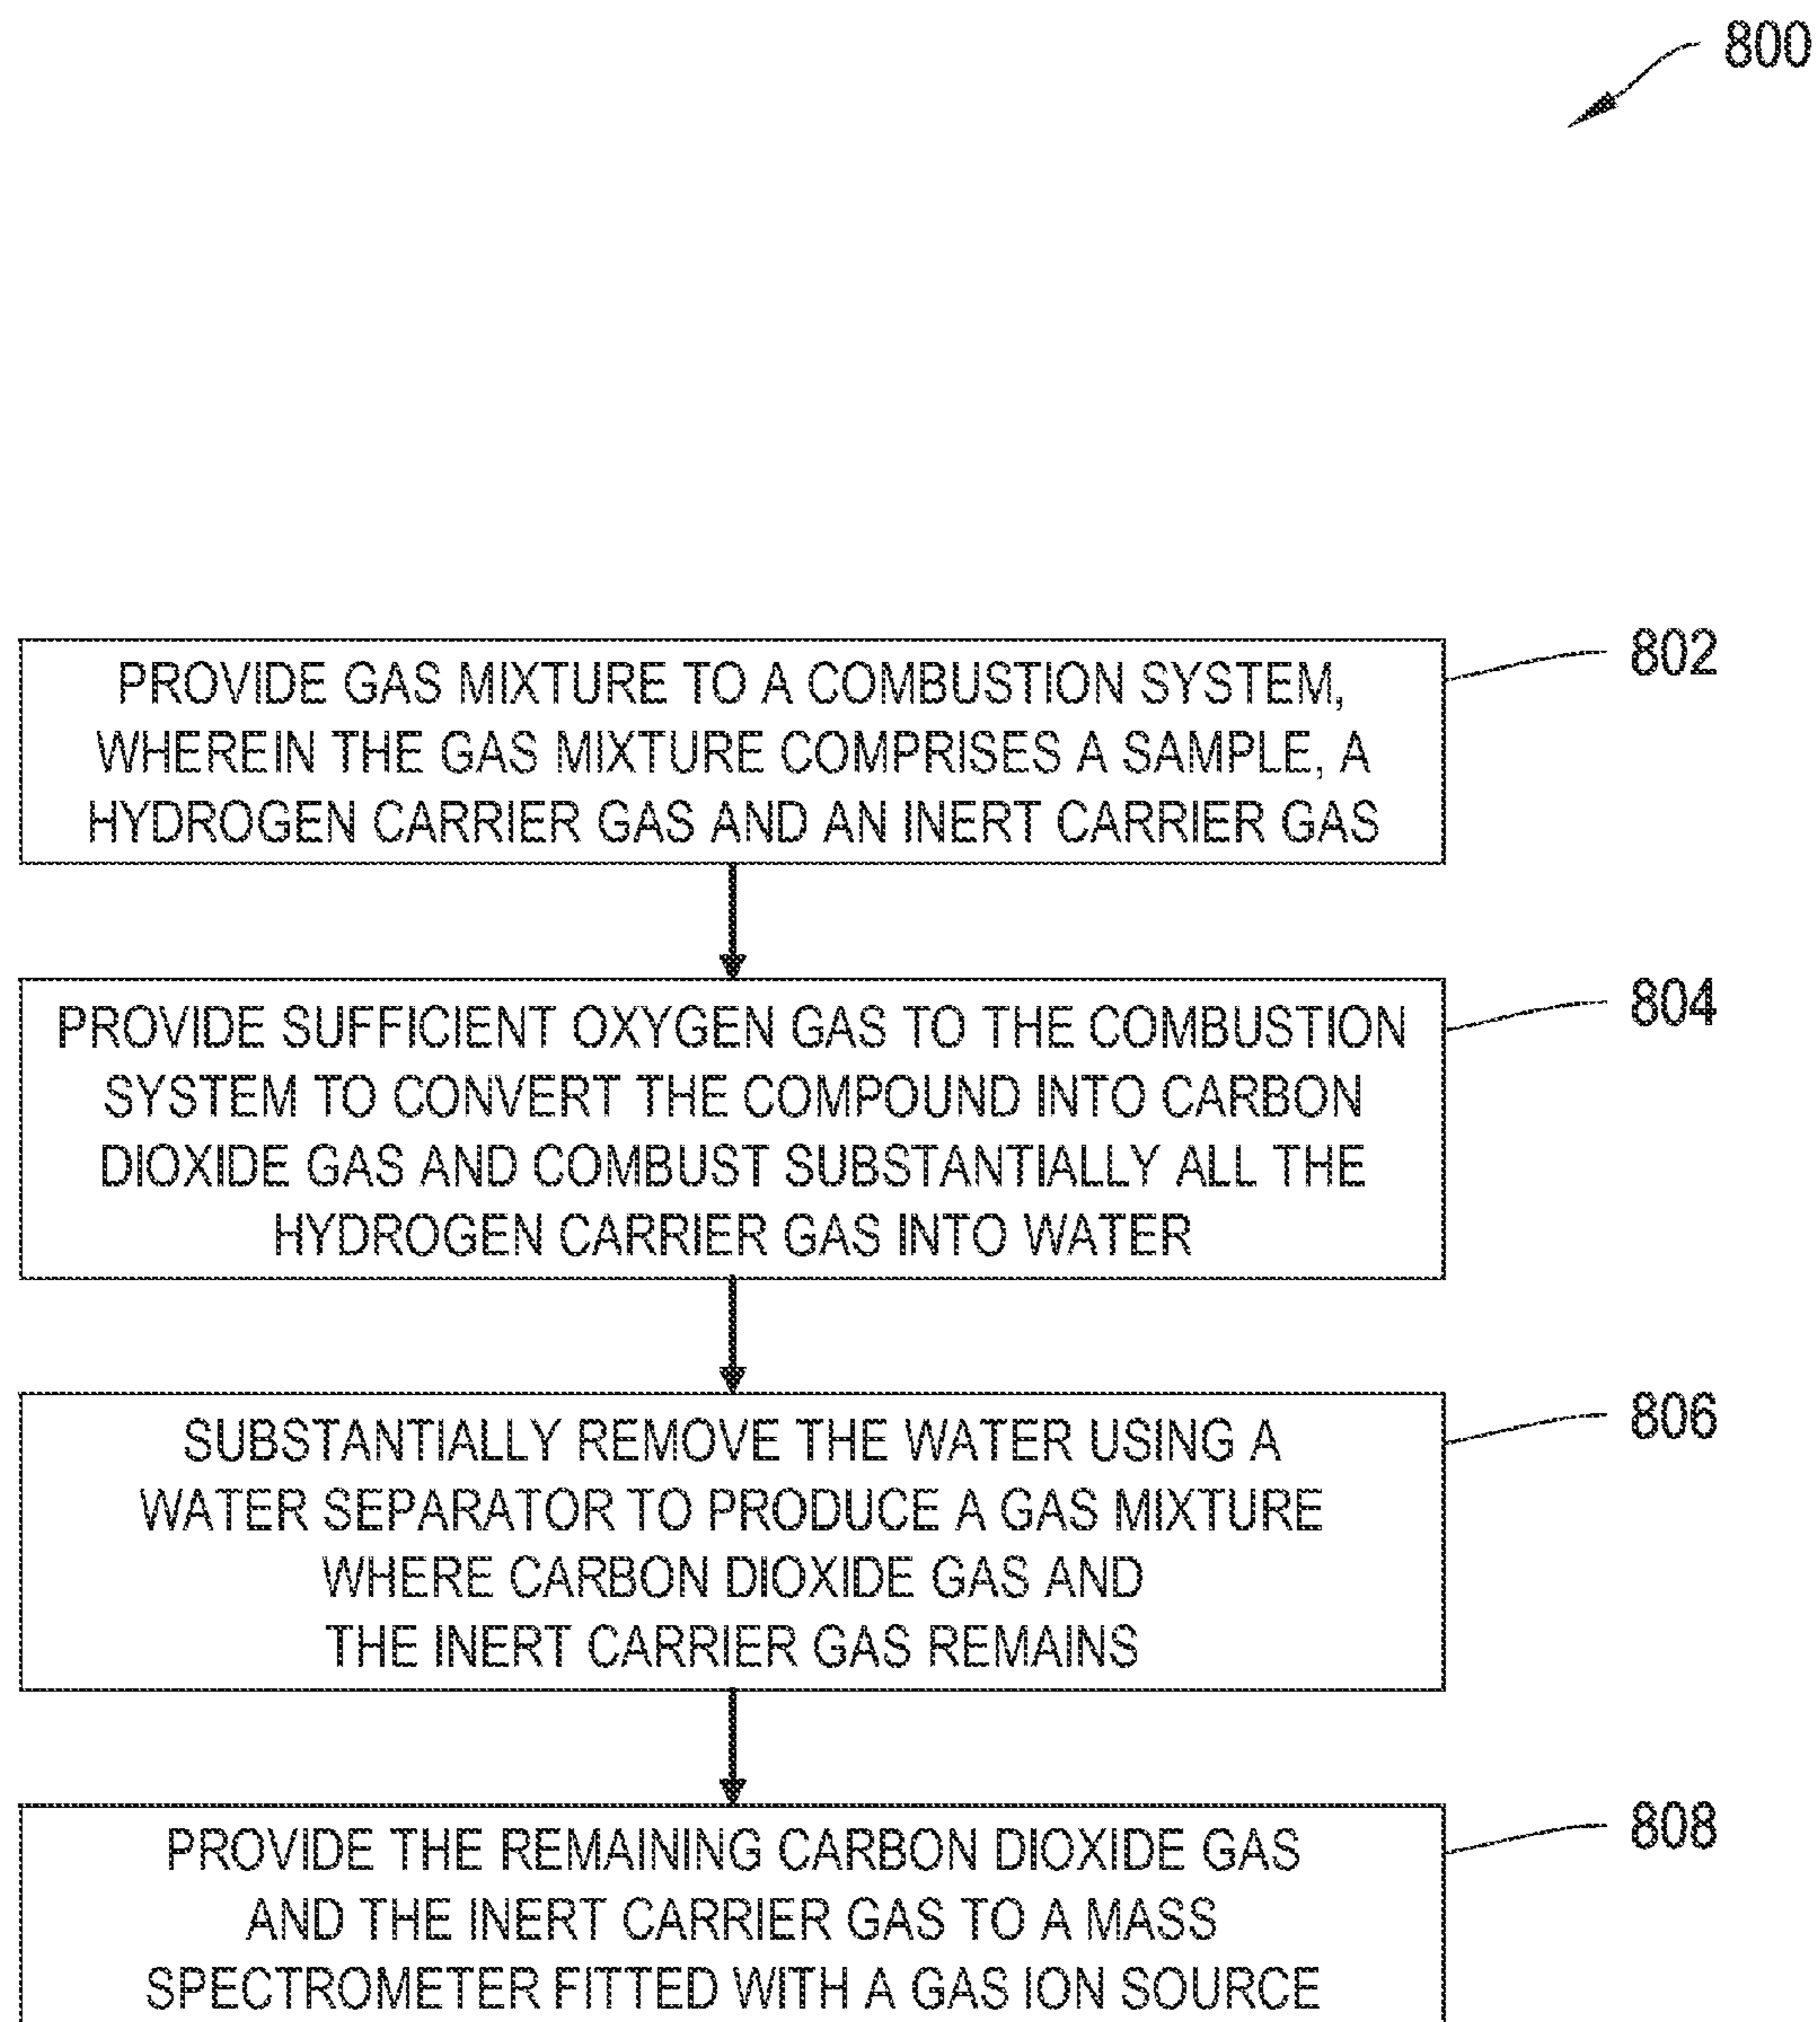 800
PROVIDE GAS MIXTURE TO A COMBUSTION SYSTEM,
WHEREIN THE GAS MIXTURE COMPRISES A SAMPLE, A
HYDROGEN CARRIER GAS AND AN INERT CARRIER GAS
802
PROVIDE SUFFICIENT OXYGEN GAS TO THE COMBUSTION
SYSTEM TO CONVERT THE COMPOUND INTO CARBON
DIOXIDE GAS AND COMBUST SUBSTANTIALLY ALL THE
HYDROGEN CARRIER GAS INTO WATER
804
SUBSTANTIALLY REMOVE THE WATER USING A
WATER SEPARATOR TO PRODUCE A GAS MIXTURE
WHERE CARBON DIOXIDE GAS AND
THE INERT CARRIER GAS REMAINS
806
PROVIDE THE REMAINING CARBON DIOXIDE GAS
AND THE INERT CARRIER GAS TO A MASS
SPECTROMETER FITTED WITH A GAS ION SOURCE
808